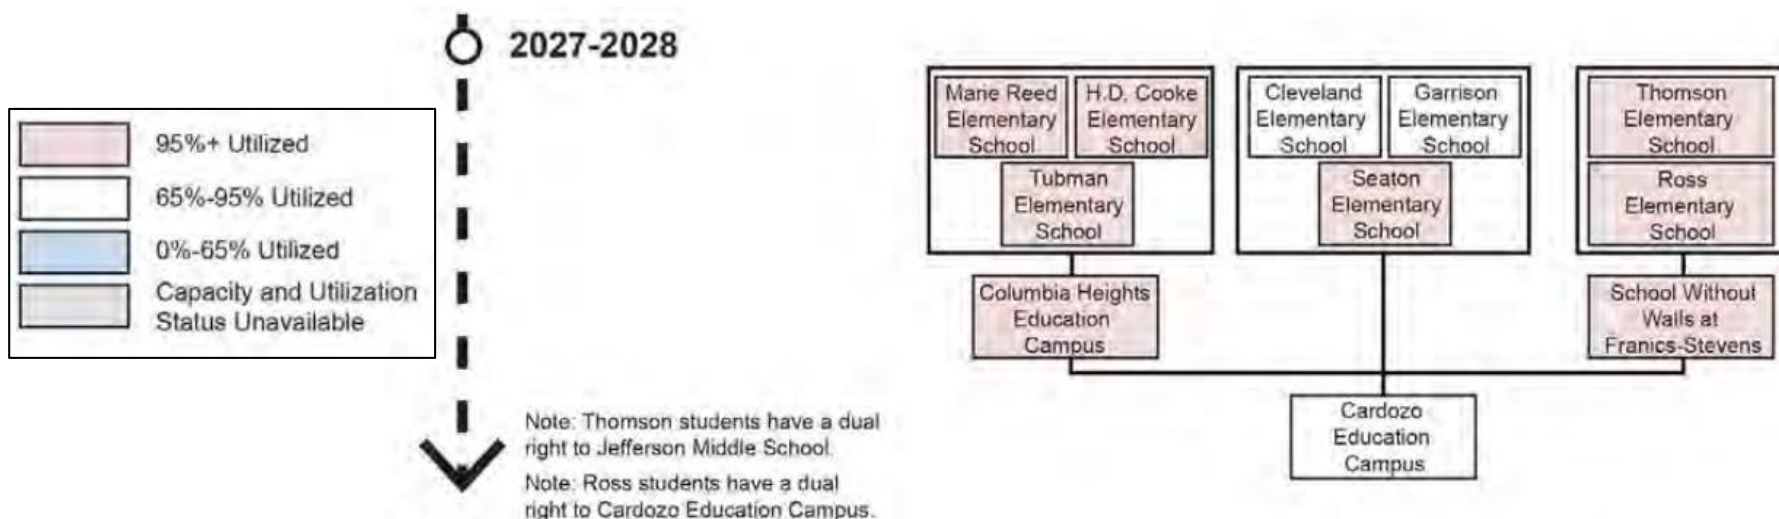 2027-2028
95%+ Utilized
65%-95% Utilized
0%-65% Utilized
Capacity and Utilization
Status Unavailable
Note: Thomson students have a dual
right to Jefferson Middle School.
Note: Ross students have a dual
right to Cardozo Education Campus.
Marie Reed
Elementary
School
H.D. Cooke
Elementary
School
Tubman
Elementary
School
Cleveland
Elementary
School
Garrison
Elementary
School
Seaton
Elementary
School
Thomson
Elementary
School
Ross
Elementary
School
Columbia Heights
Education
Campus
School Without
Walls at
Franics-Stevens
Cardozo
Education
Campus